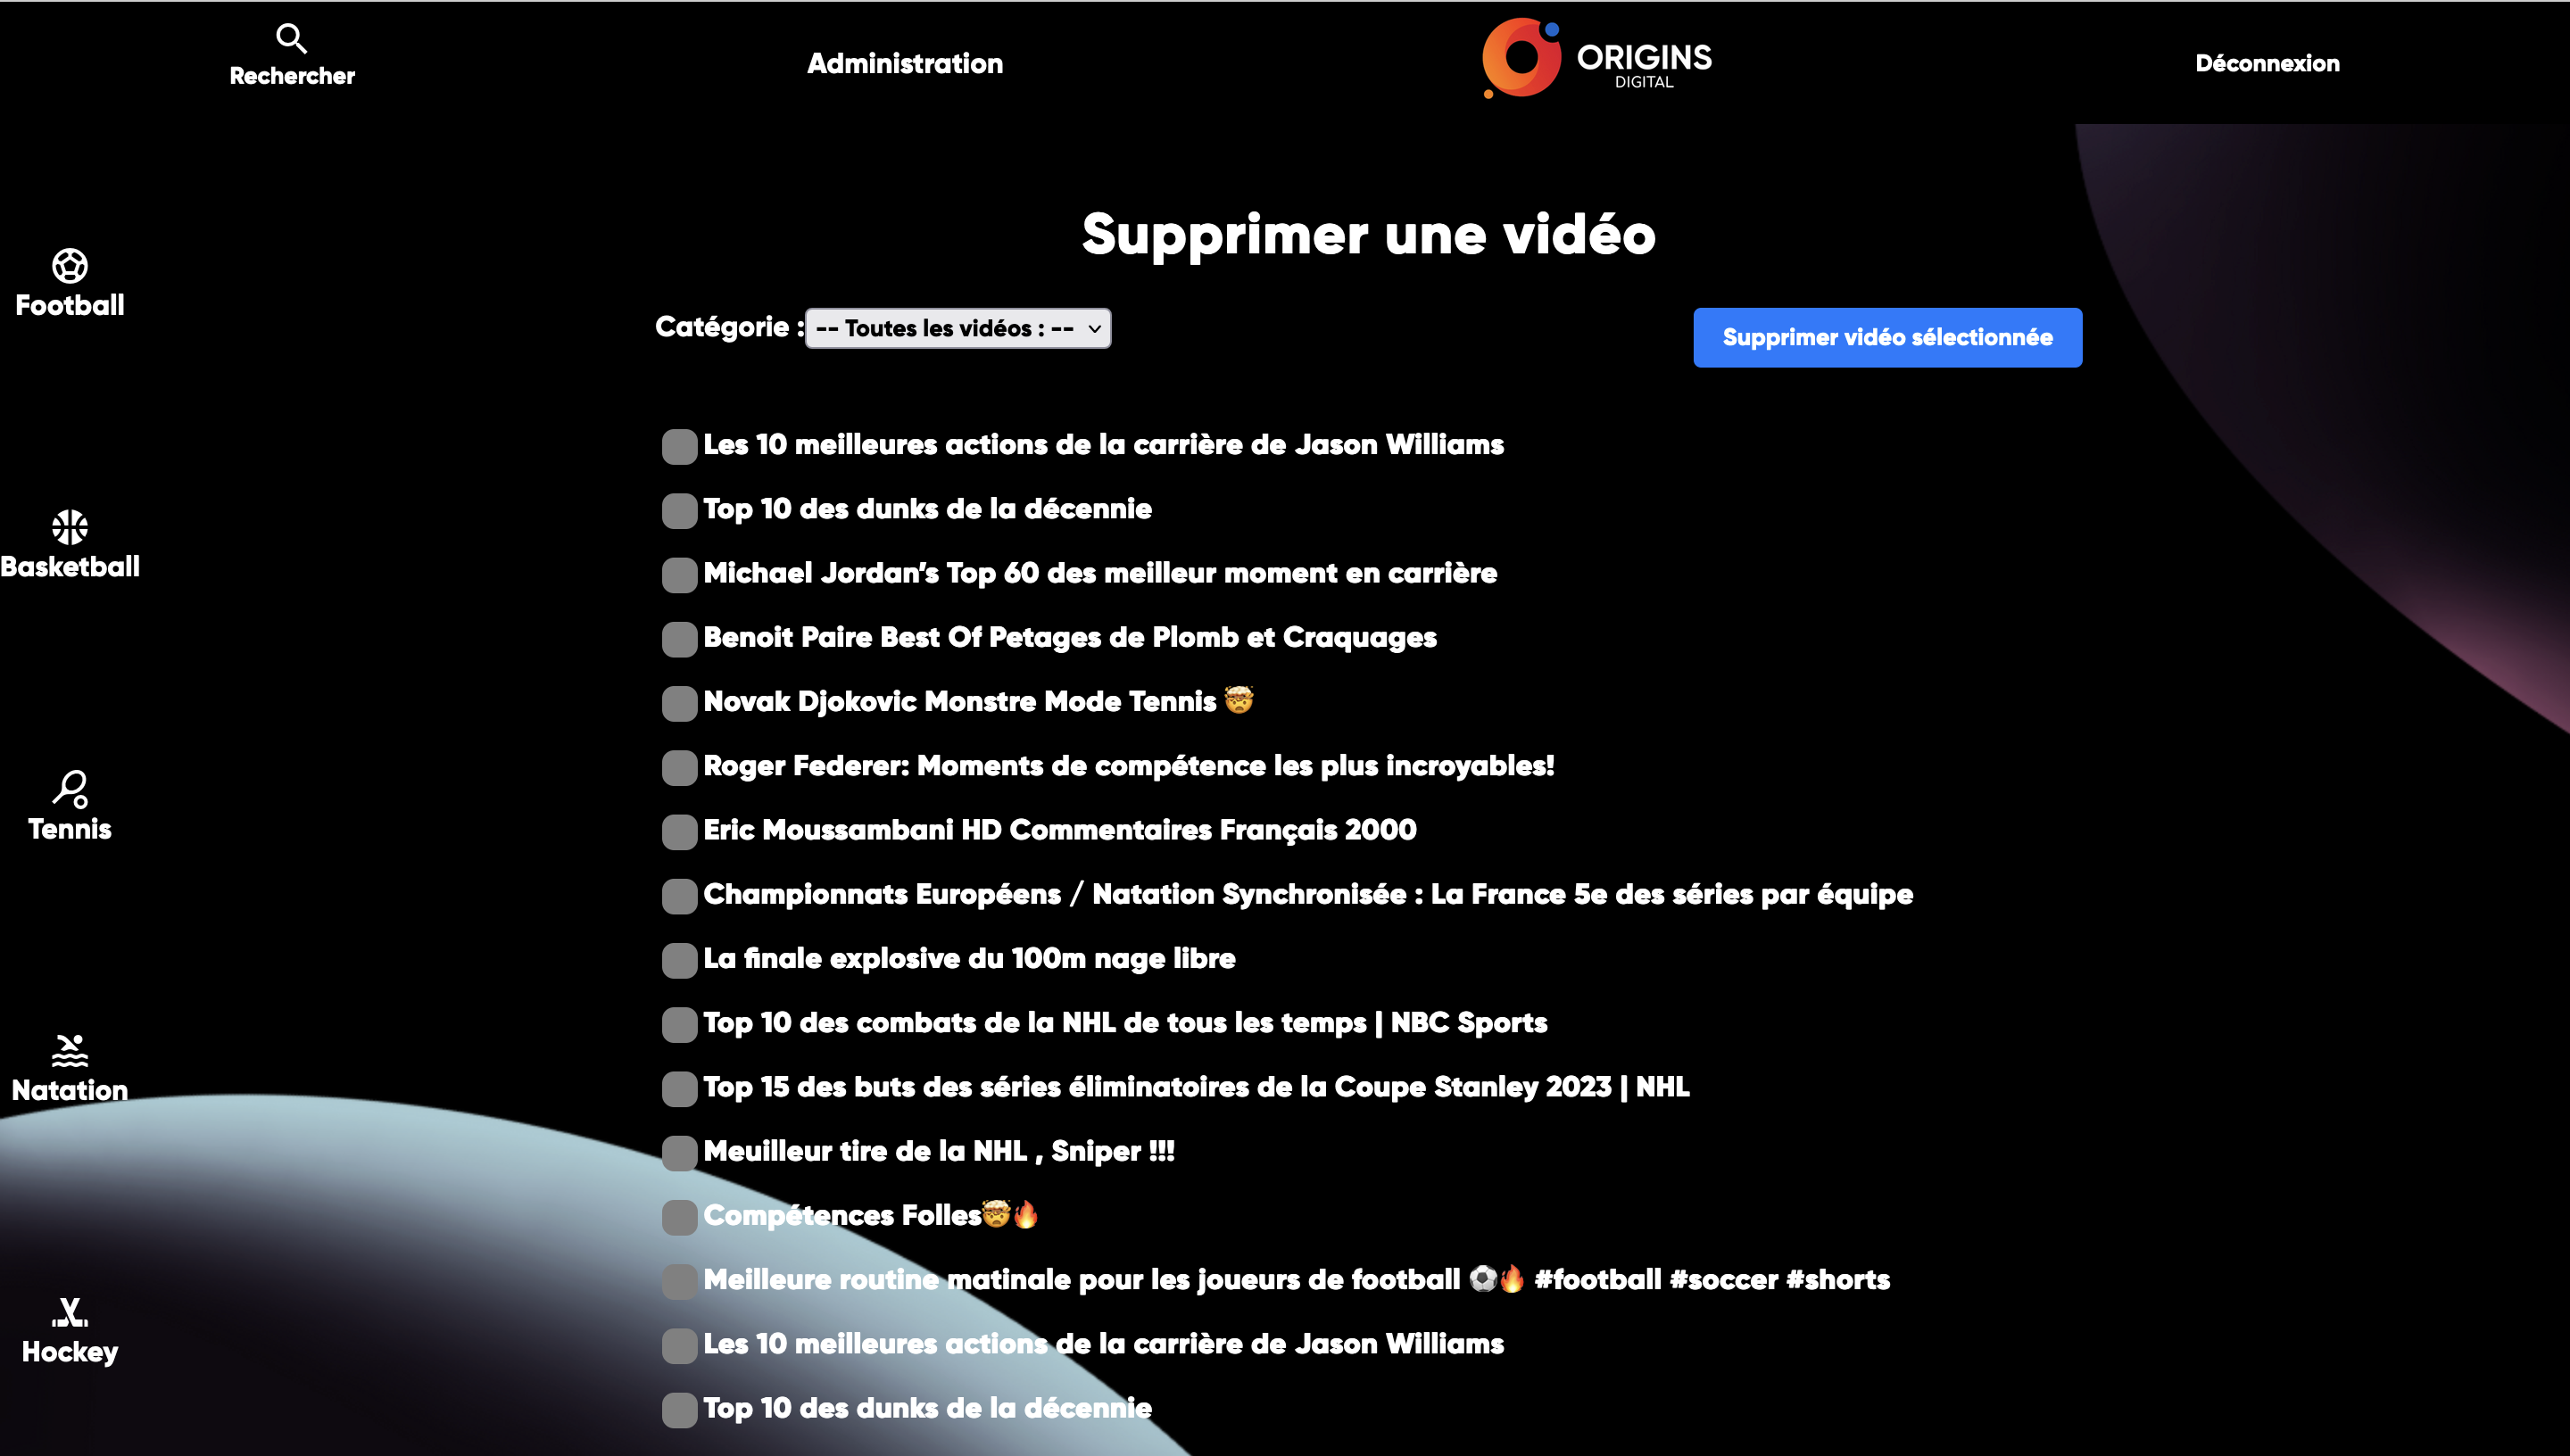 Rechercher
Administration
ORIGINS
DIGITAL
Déconnexion
Supprimer une vidéo
Football
Catégorie : -- Toutes les vidéos : --
Supprimer vidéo sélectionnée
Les 10 meilleures actions de la carrière de Jason Williams
Top 10 des dunks de la décennie
Basketball
Michael Jordan’s Top 60 des meilleur moment en carrière
Benoit Paire Best Of Petages de Plomb et Craquages
Novak Djokovic Monstre Mode Tennis 🤯
Roger Federer: Moments de compétence les plus incroyables!
Tennis
Eric Moussambani HD Commentaires Français 2000
Championnats Européens / Natation Synchronisée : La France 5e des séries par équipe
La finale explosive du 100m nage libre
Top 10 des combats de la NHL de tous les temps | NBC Sports
Natation
Top 15 des buts des séries éliminatoires de la Coupe Stanley 2023 | NHL
Meuilleur tire de la NHL , Sniper !!!
Compétences Folles🤯🔥
Meilleure routine matinale pour les joueurs de football ⚽🔥 #football #soccer #shorts
Hockey
Les 10 meilleures actions de la carrière de Jason Williams
Top 10 des dunks de la décennie